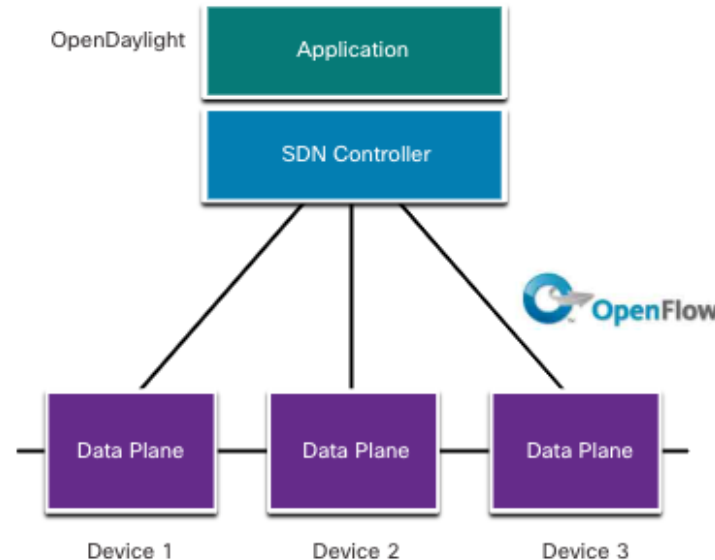 OpenDaylight
Application
SDN Controller
OpenFlow
Data Plane
Data Plane
Data Plane
Device 1
Device 2
Device 3